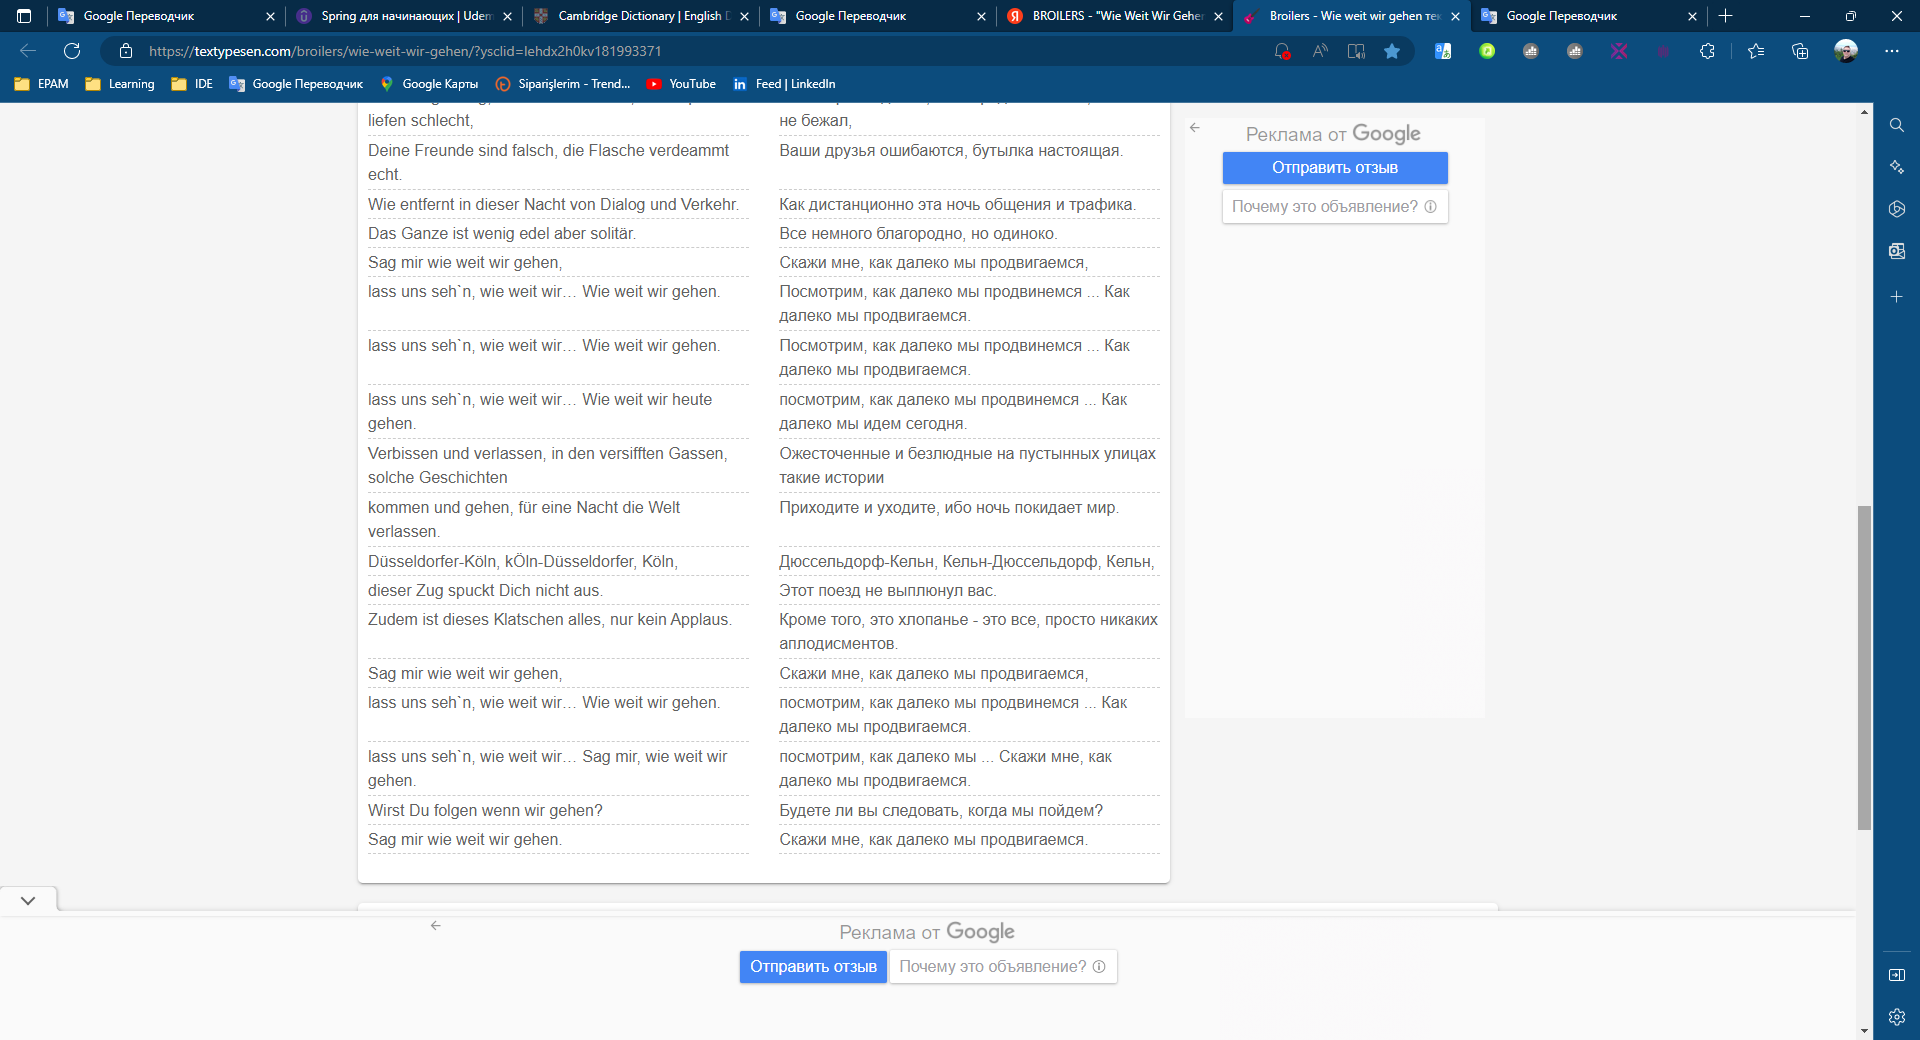 Google Переводчик
Spring для начинающих | Uden
Cambridge Dictionary | English D
Google Переводчик
BROILERS - "Wie Weit Wir Gehen
Broilers - Wie weit wir gehen тек
Google Переводчик
https://textypesen.com/broilers/wie-weit-wir-gehen/?ysclid=lehdx2h0kv181993371
EPAM
Learning
IDE
Google Переводчик
Google Карты
Siparişlerim - Trend...
YouTube
Feed | LinkedIn
liefen schlecht,
не бежал,
Deine Freunde sind falsch, die Flasche verdeammt
echt.
Ваши друзья ошибаются, бутылка настоящая.
Wie entfernt in dieser Nacht von Dialog und Verkehr.
Как дистанционно эта ночь общения и трафика.
Das Ganze ist wenig edel aber solitär.
Все немного благородно, но одиноко.
Sag mir wie weit wir gehen,
Скажи мне, как далеко мы продвигаемся,
lass uns seh`n, wie weit wir… Wie weit wir gehen.
Посмотрим, как далеко мы продвинемся ... Как
далеко мы продвигаемся.
lass uns seh`n, wie weit wir… Wie weit wir gehen.
Посмотрим, как далеко мы продвинемся ... Как
далеко мы продвигаемся.
lass uns seh`n, wie weit wir… Wie weit wir heute
gehen.
посмотрим, как далеко мы продвинемся ... Как
далеко мы идем сегодня.
Verbissen und verlassen, in den versifften Gassen,
solche Geschichten
Ожесточенные и безлюдные на пустынных улицах
такие истории
kommen und gehen, für eine Nacht die Welt
verlassen.
Приходите и уходите, ибо ночь покидает мир.
Düsseldorfer-Köln, kÖln-Düsseldorfer, Köln,
Дюссельдорф-Кельн, Кельн-Дюссельдорф, Кельн,
dieser Zug spuckt Dich nicht aus.
Этот поезд не выплюнул вас.
Zudem ist dieses Klatschen alles, nur kein Applaus.
Кроме того, это хлопанье - это все, просто никаких
аплодисментов.
Sag mir wie weit wir gehen,
Скажи мне, как далеко мы продвигаемся,
lass uns seh`n, wie weit wir… Wie weit wir gehen.
посмотрим, как далеко мы продвинемся ... Как
далеко мы продвигаемся.
lass uns seh`n, wie weit wir… Sag mir, wie weit wir
gehen.
посмотрим, как далеко мы ... Скажи мне, как
далеко мы продвигаемся.
Wirst Du folgen wenn wir gehen?
Будете ли вы следовать, когда мы пойдем?
Sag mir wie weit wir gehen.
Скажи мне, как далеко мы продвигаемся.
Реклама от Google
Отправить отзыв
Почему это объявление?
Реклама от Google
Отправить отзыв
Почему это объявление?